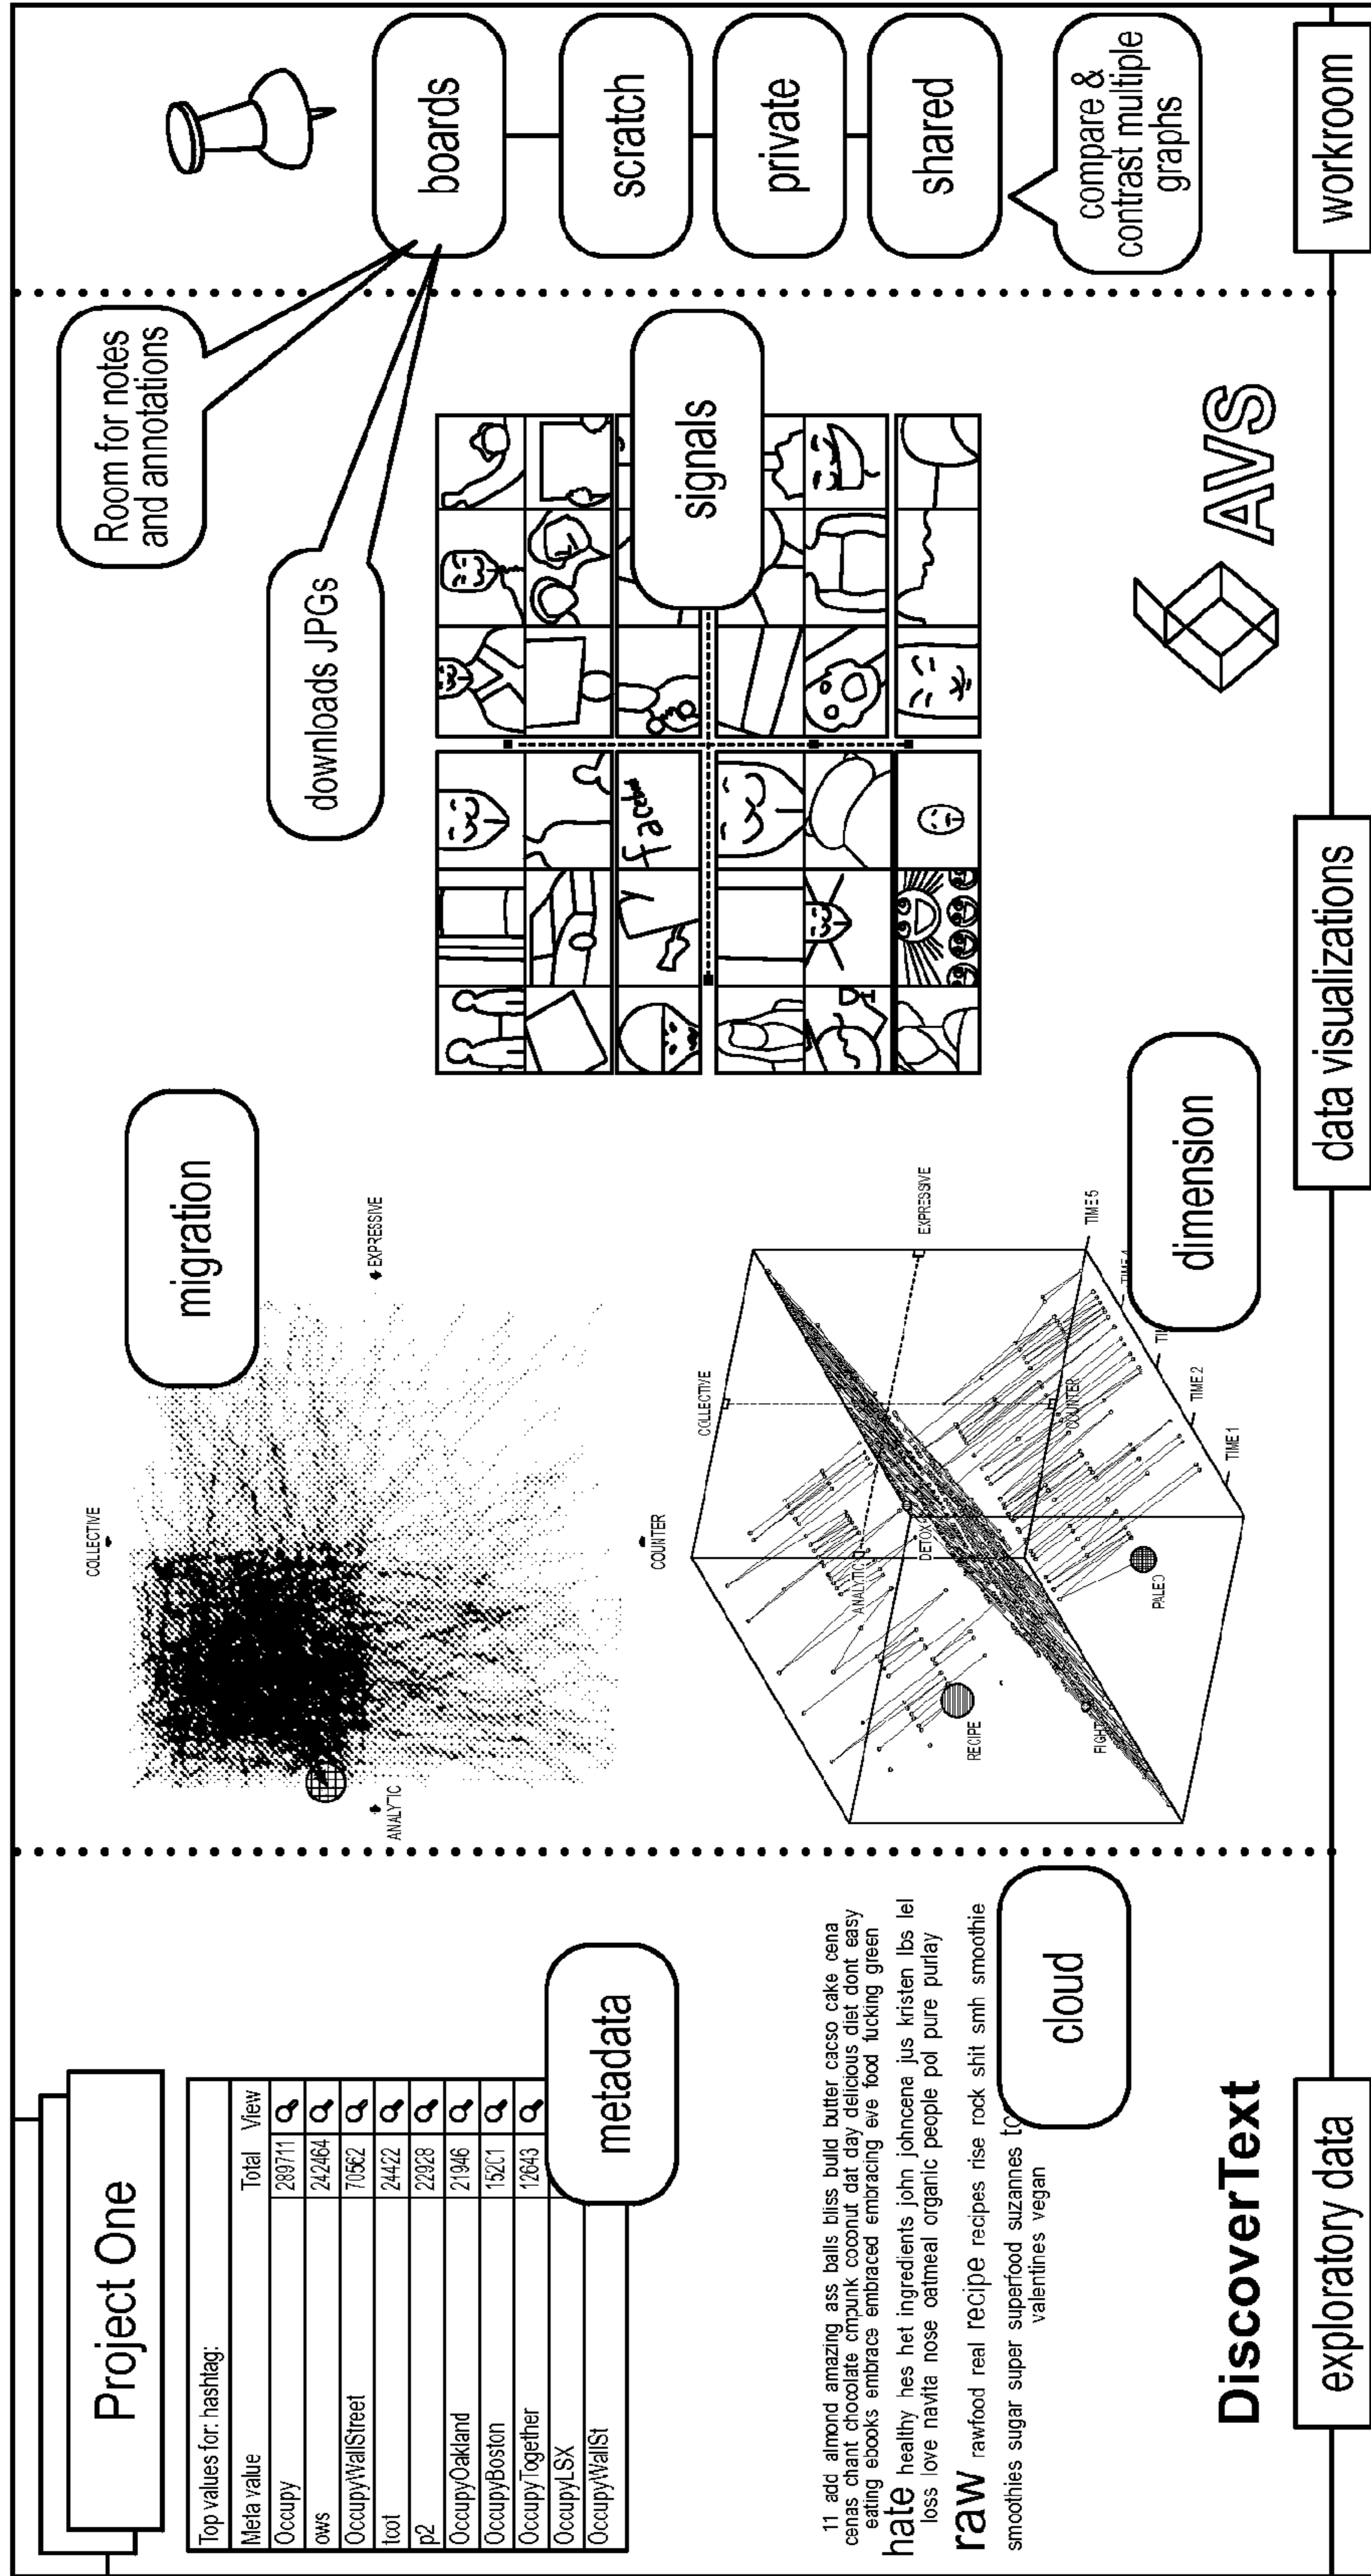 Project One
Top values for: hashtag:
Meta value Total View
Occupy 289711
ows 242464
OccupyWallStreet 70562
tcot 24422
p2 22928
OccupyOakland 21946
OccupyBoston 15201
OccupyTogether 12643
OccupyLSX
OccupyWallSt
metadata
11 add almond amazing ass balls bliss build butter cacso cake cena
cenas chant chocolate cmpunk coconut dat day delicious diet dont easy
eating ebooks embrace embraced embracing eve food fucking green
hate healthy hes het ingredients john johncena jus kristen lbs lel
loss love navita nose oatmeal organic people pol pure purlay
raw rawfood real recipe recipes rise rock shit smh smoothie
smoothies sugar super superfood suzannes
valentines vegan
cloud
DiscoverText
exploratory data
migration
COLLECTIVE
EXPRESSIVE
ANALYTIC
COUNTER
COLLECTIVE
EXPRESSIVE
ANALYTIC
DETOX
COUNTER
RECIPE
PALEO
FIGHT
TIME 1
TIME 2
TIME 5
dimension
signals
fact
AVS
data visualizations
Room for notes
and annotations
downloads JPGs
boards
scratch
private
shared
compare &
contrast multiple
graphs
workroom